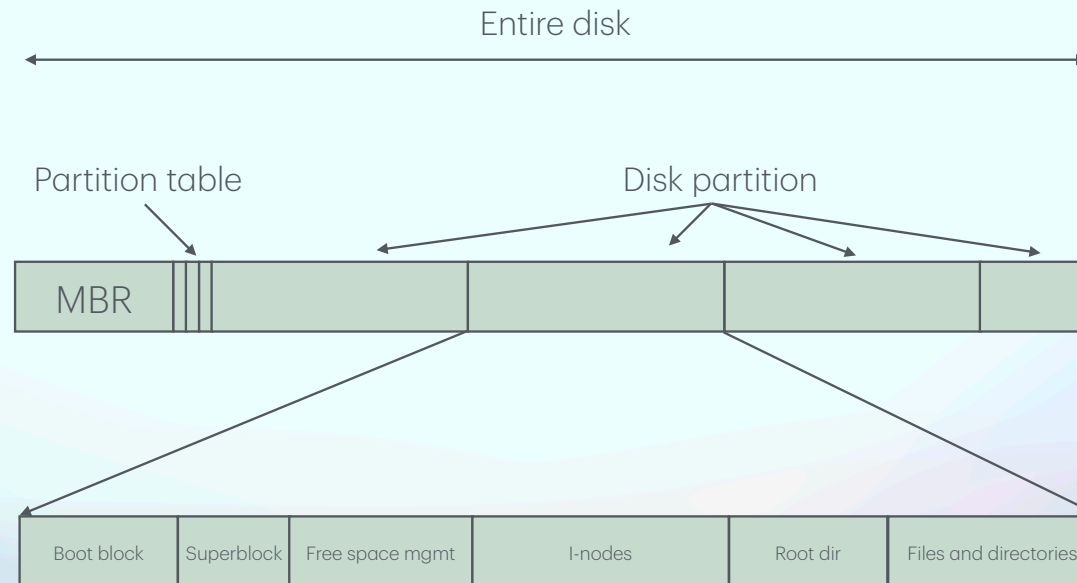 Entire disk
Partition table
Disk partition
MBR
Boot block
Superblock
Free space mgmt
I-nodes
Root dir
Files and directories